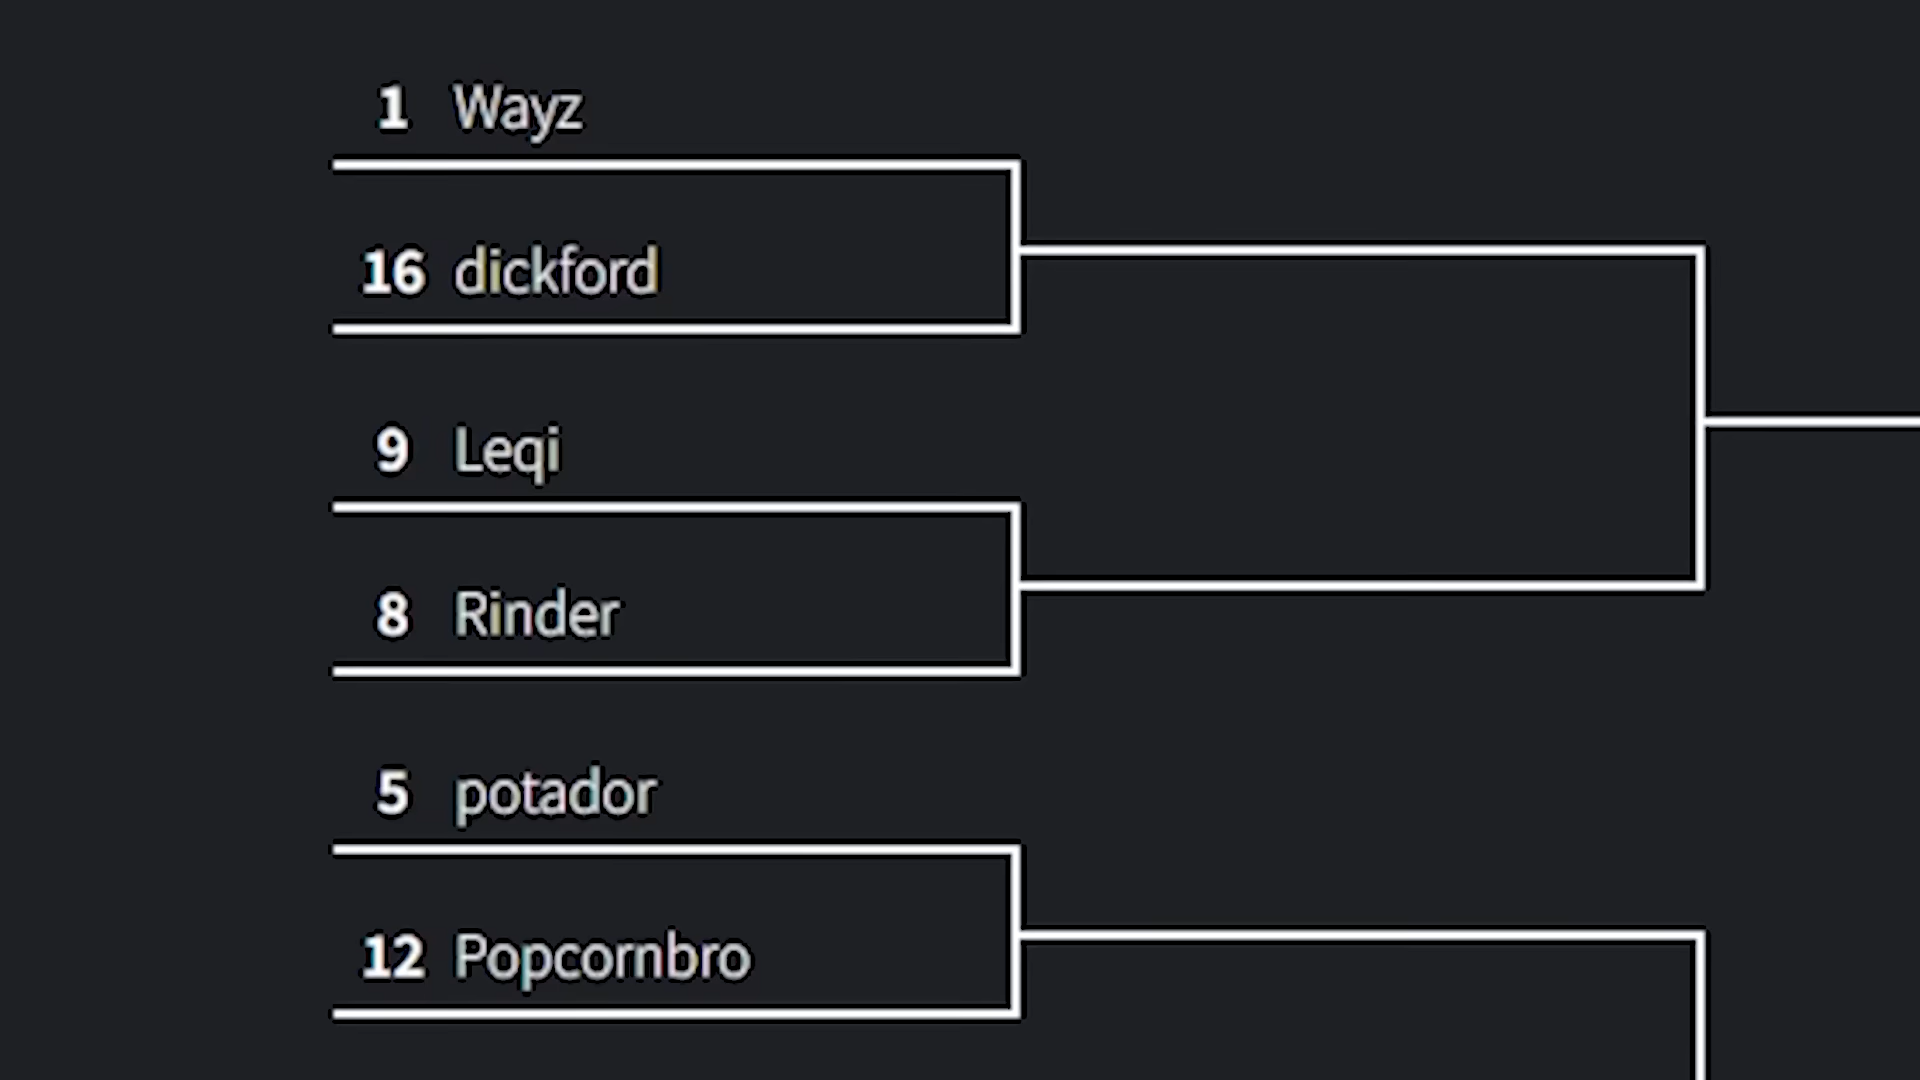 1 Wayz
16 dickford
9 Leqi
8 Rinder
5 potador
12 Popcornbro